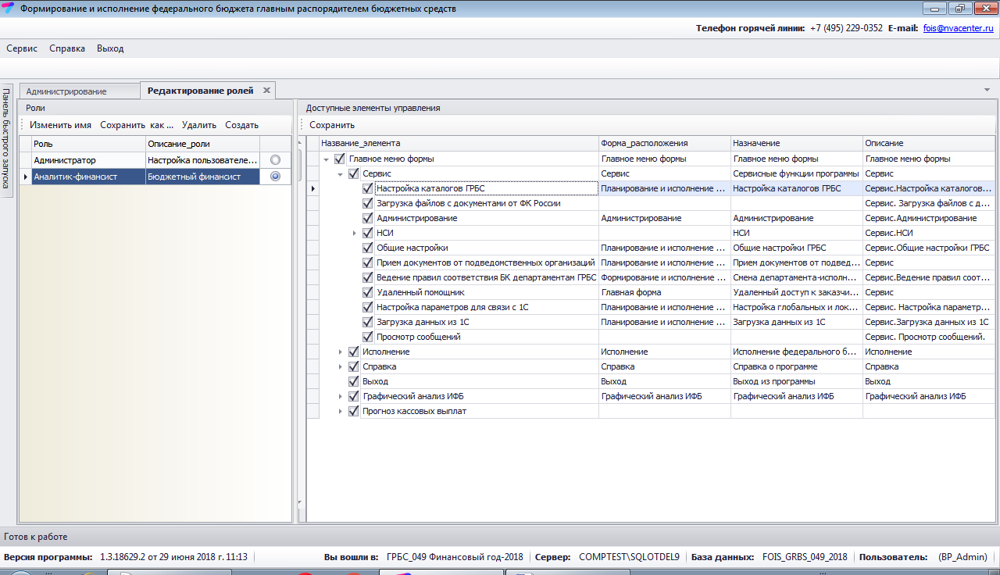 Формирование и исполнение федерального бюджета главным распорядителем бюджетных средств
Телефон горячей линии: +7 (495) 229-0352 E-mail: fois@nvacenter.ru
Сервис Справка Выход
Панель быстрого запуска
Администрирование Редактирование ролей
Роли
Изменить имя Сохранить как ... Удалить Создать
Роль Описание_роли
Администратор Настройка пользователе...
Аналитик-финансист Бюджетный финансист
Доступные элементы управления
Сохранить
Название_элемента Форма_расположения Назначение Описание
Главное меню формы Главное меню формы Главное меню формы Главное меню формы
Сервис Сервис Сервисные функции программы Сервис
Настройка каталогов ГРБС Планирование и исполнение ... Настройка каталогов ГРБС Сервис.Настройка каталогов...
Загрузка файлов с документами от ФК России Сервис. Загрузка файлов с д...
Администрирование Администрирование Администрирование Сервис.Администрирование
НСИ НСИ Сервис.НСИ
Общие настройки Планирование и исполнение ... Общие настройки ГРБС Сервис.Общие настройки ГРБС
Прием документов от подведомственных организаций Планирование и исполнение ... Прием документов от подвед... Сервис
Ведение правил соответствия БК департаментам ГРБС Формирование и исполнение ... Смена департамента-исполн... Сервис.Ведение правил соот...
Удаленный помощник Главная форма Удаленный доступ к заказчи... Сервис
Настройка параметров для связи с 1С Планирование и исполнение ... Настройка глобальных и лок... Сервис. Настройка параметр...
Загрузка данных из 1С Планирование и исполнение ... Загрузка данных из 1С Сервис.Загрузка данных из 1С
Просмотр сообщений Сервис. Просмотр сообщений.
Исполнение Исполнение Исполнение федерального б... Исполнение
Справка Справка Справка о программе Справка
Выход Выход Выход из программы Выход
Графический анализ ИФБ Графический анализ ИФБ Графический анализ ИФБ Графический анализ ИФБ
Прогноз кассовых выплат
Готов к работе
Версия программы: 1.3.18629.2 от 29 июня 2018 г. 11:13 Вы вошли в: ГРБС_049 Финансовый год-2018 Сервер: COMPTEST\SQLOTDEL9 База данных: FOIS_GRBS_049_2018 Пользователь: (BP_Admin)